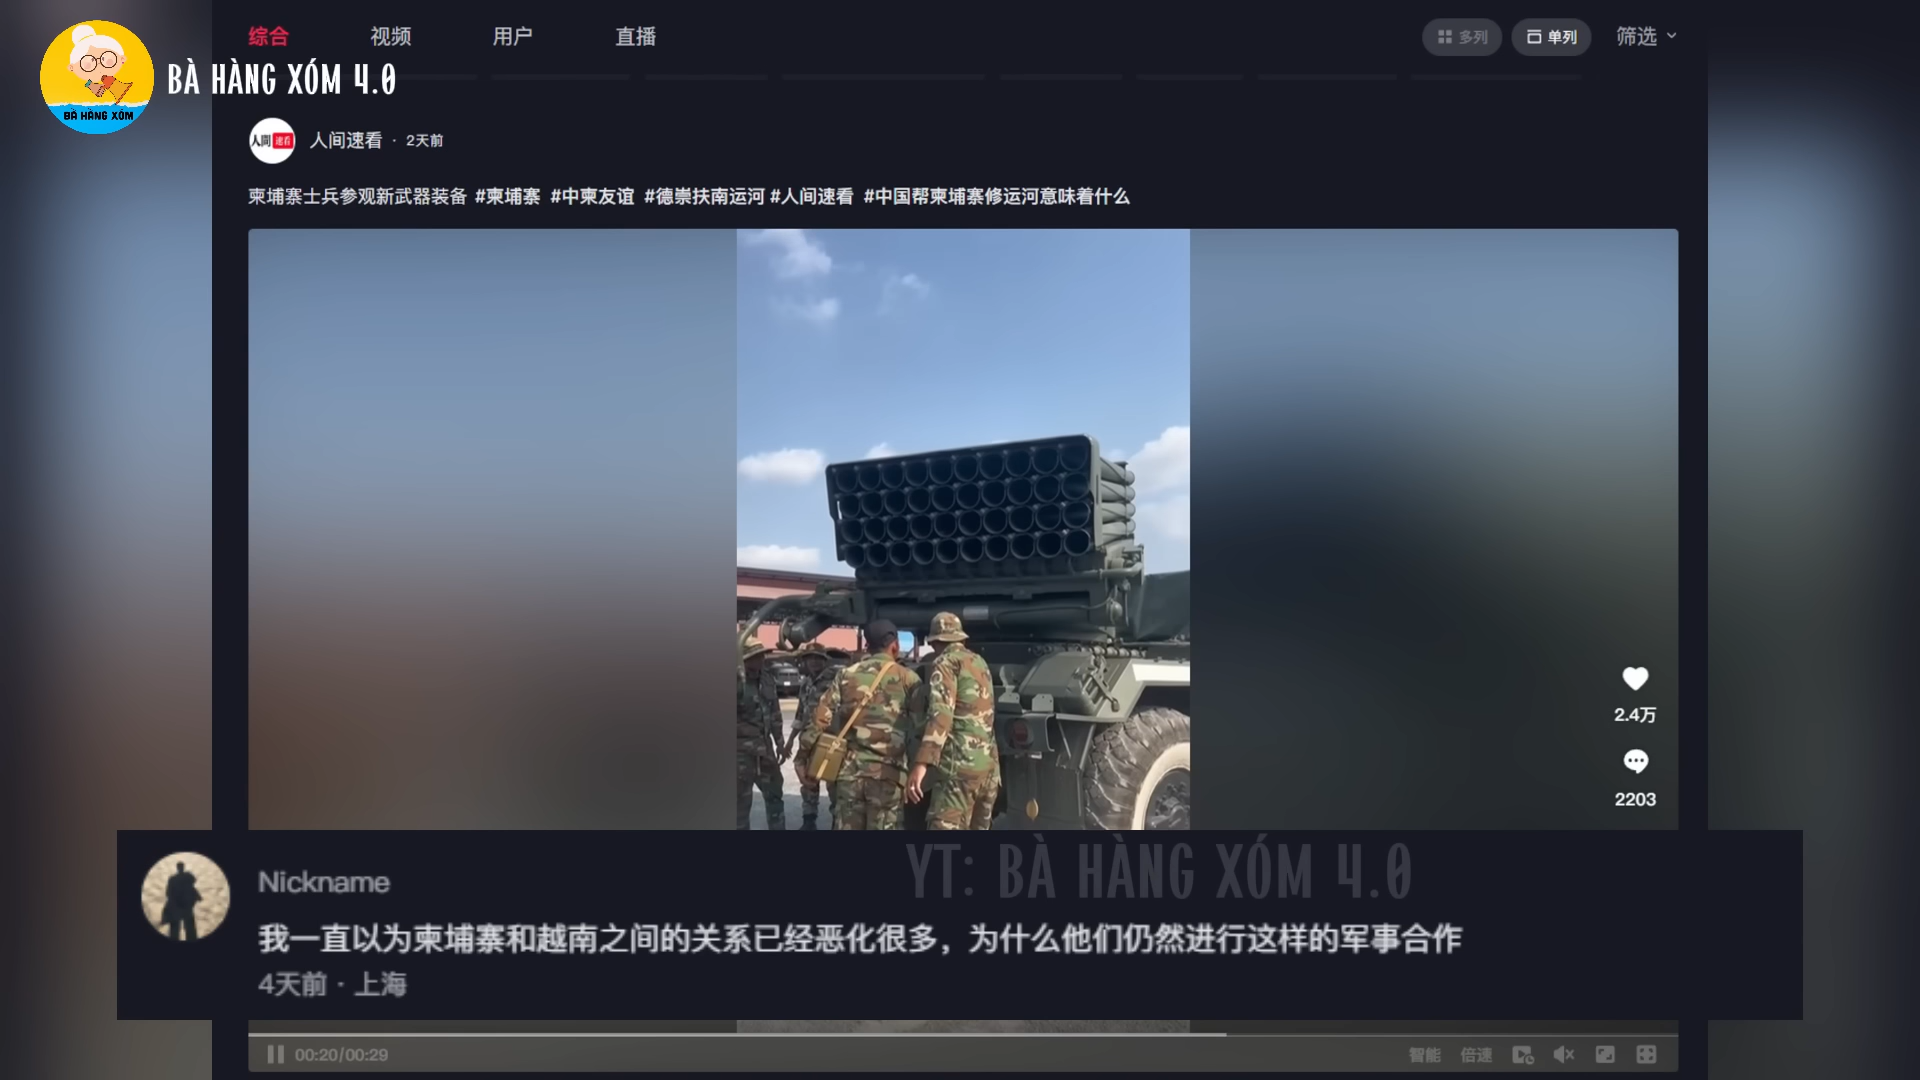 综合 视频 用户 直播 多列 单列 筛选
BÀ HÀNG XÓM 4.0
BÀ HÀNG XÓM
人间速看 人间速看 · 2天前
柬埔寨士兵参观新武器装备 #柬埔寨 #中柬友谊 #德崇扶南运河 #人间速看 #中国帮柬埔寨修运河意味着什么
2.4万
2203
YT: BÀ HÀNG XÓM 4.0
Nickname
我一直以为柬埔寨和越南之间的关系已经恶化很多，为什么他们仍然进行这样的军事合作
4天前 · 上海
00:20/00:29 智能 倍速